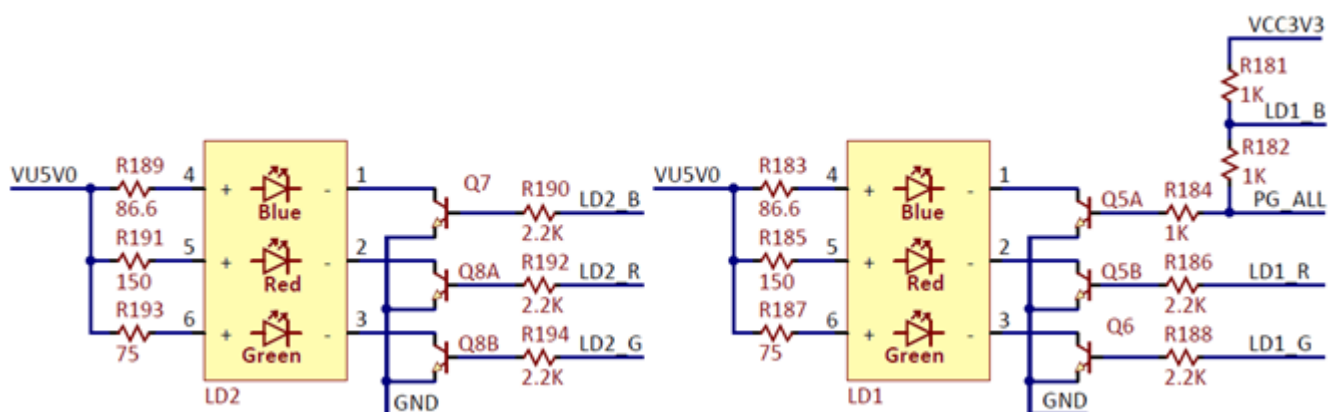 VCC3V3
R181
1K
LD1_B
R182
1K
PG_ALL
VU5V0
R189
86.6
R191
150
R193
75
4
5
6
+
+
+
Blue
Red
Green
-
-
-
1
2
3
LD2
Q7
Q8A
Q8B
GND
R190
2.2K
R192
2.2K
R194
2.2K
LD2_B
LD2_R
LD2_G
VU5V0
R183
86.6
R185
150
R187
75
4
5
6
+
+
+
Blue
Red
Green
-
-
-
1
2
3
LD1
Q5A
Q5B
Q6
GND
R184
1K
R186
2.2K
R188
2.2K
LD1_R
LD1_G